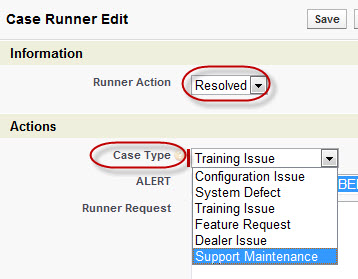 Case Runner Edit
Save
Information
Runner Action
Resolved
Actions
Case Type
Training Issue
ALERT
Runner Request
Configuration Issue
System Defect
Training Issue
Feature Request
Dealer Issue
Support Maintenance